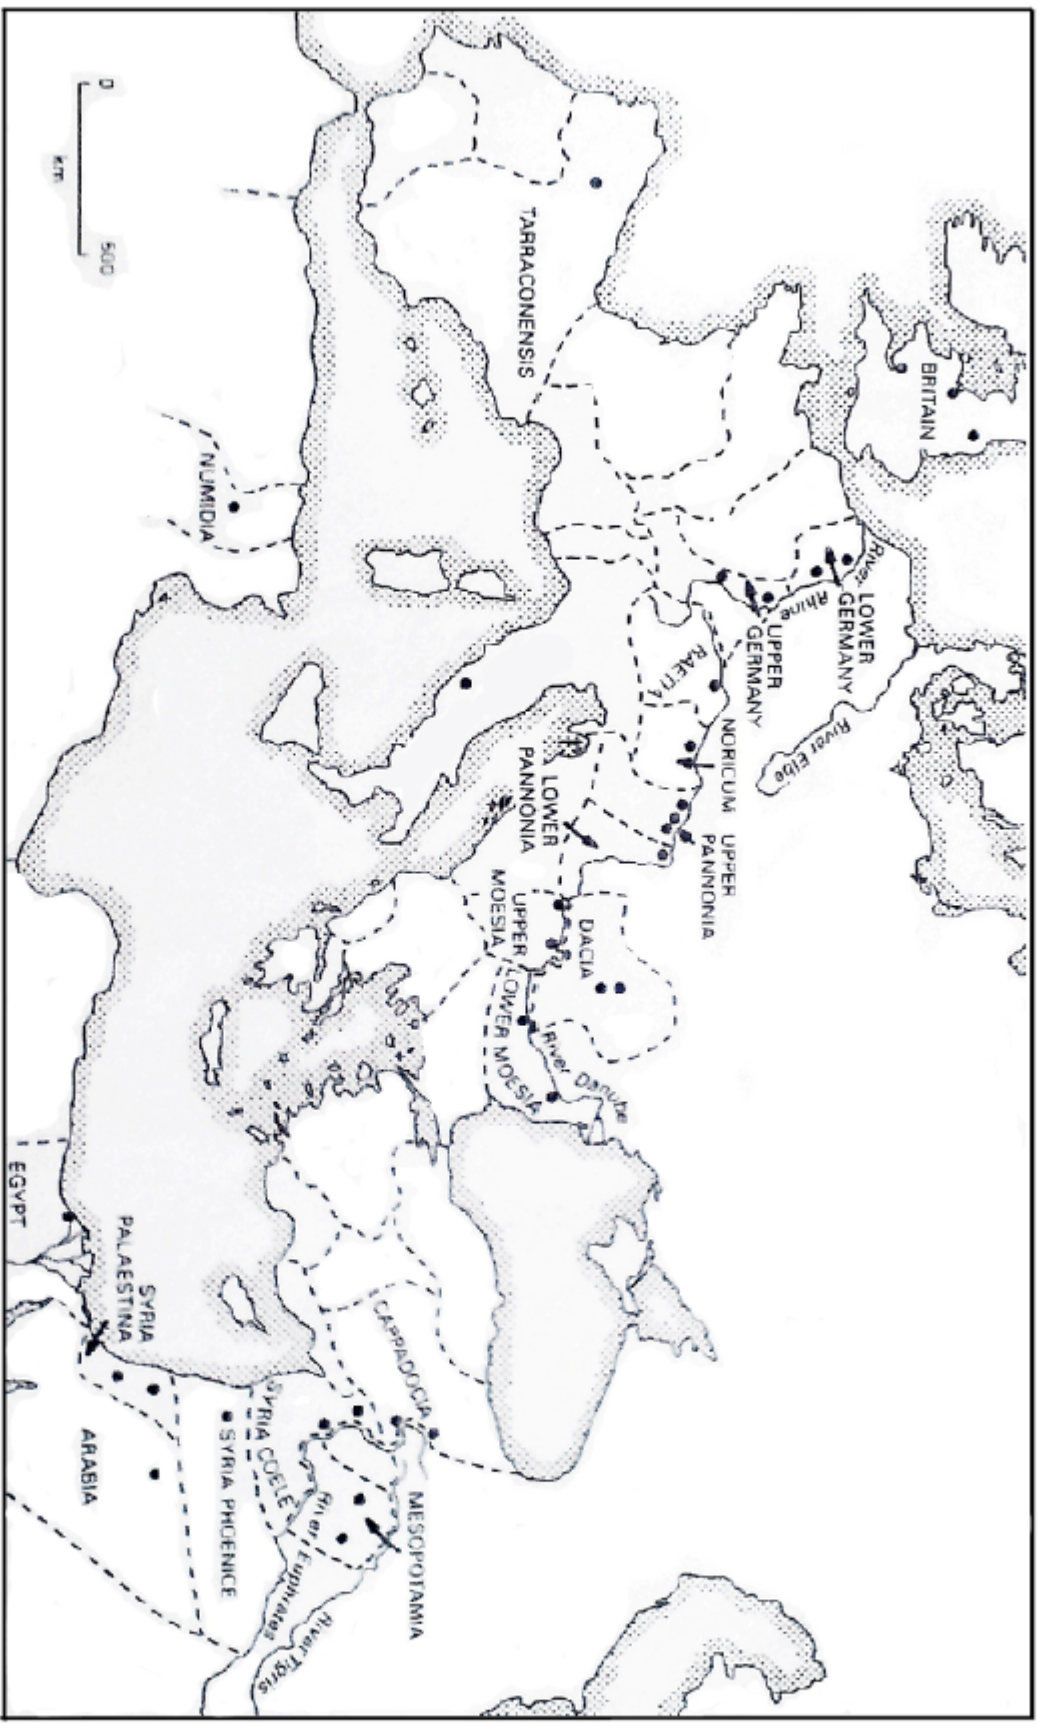 BRITAIN
LOWER
GERMANY
River Rhine
UPPER
GERMANY
River Elbe
RAETIA
NORICUM
UPPER
PANNONIA
LOWER
PANNONIA
DACIA
UPPER
MOESIA
LOWER MOESIA
River Danube
TARRACONENSIS
NUMIDIA
CAPPADOCIA
MESOPOTAMIA
SYRIA COELE
River Euphrates
River Tigris
SYRIA PHOENICE
SYRIA
PALAESTINA
ARABIA
EGYPT
0 500
km